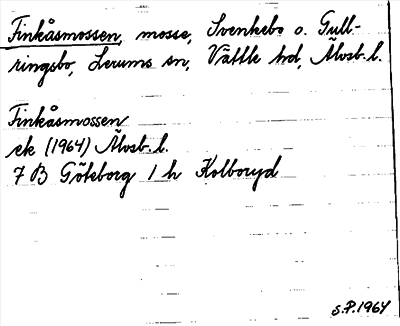 Finkåsmossen, mosse, Svenkebo o. Gull-
ringsbo, Lerums sn, Vättle hd, Älvsb. l.
Finkåsmossen
ek (1964) Älvsb. l.
7 B Göteborg 1 h Kolboryd
S.P. 1964